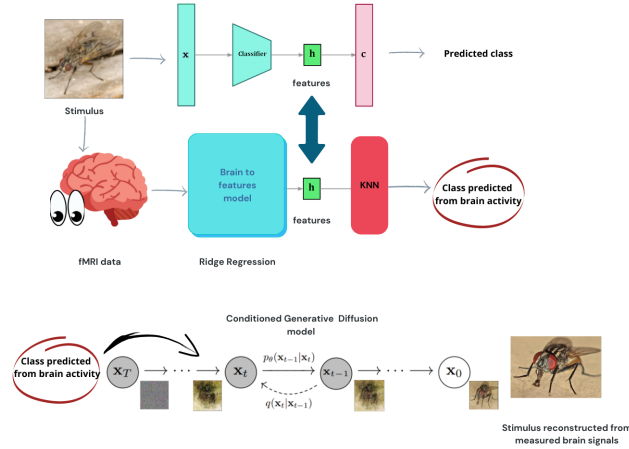 x
Classifier
h
c
Predicted class
features
Stimulus
Brain to
features
model
h
KNN
Class predicted
from brain activity
features
fMRI data
Ridge Regression
Conditioned Generative Diffusion
model
Class predicted
from brain activity
x_T
...
x_t
p_θ(x_{t-1}|x_t)
q(x_t|x_{t-1})
x_{t-1}
...
x_0
Stimulus reconstructed from
measured brain signals